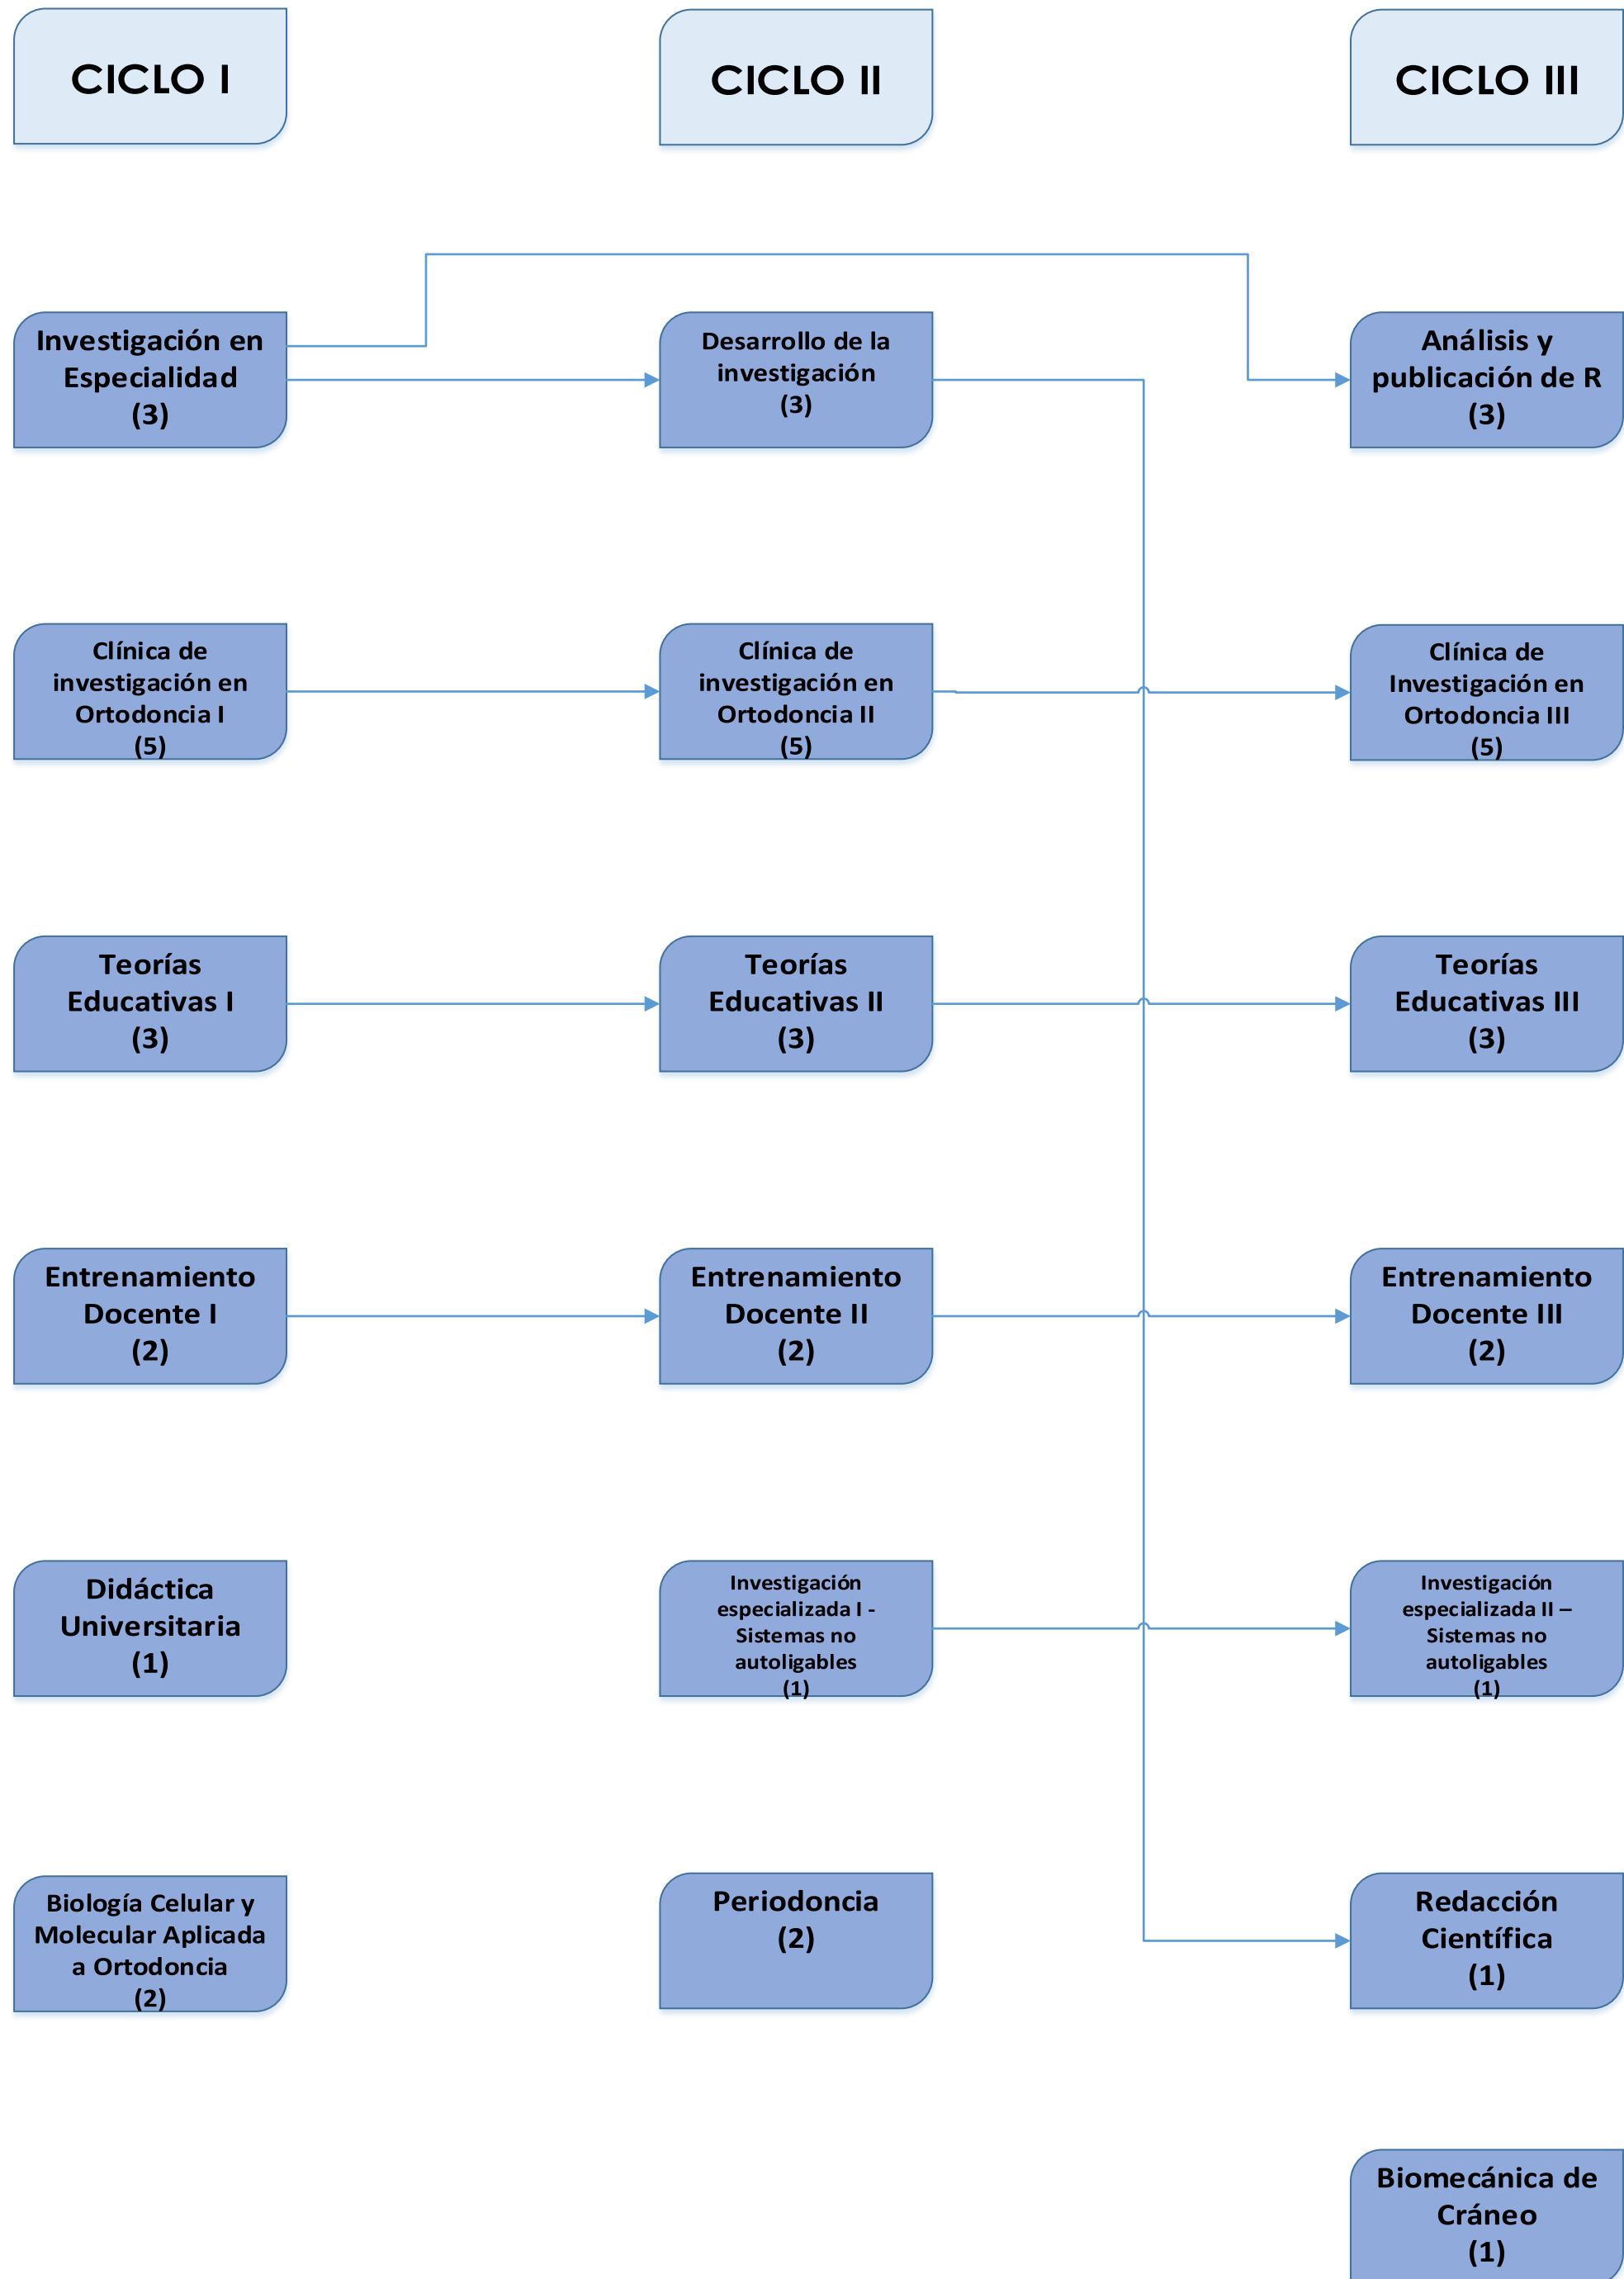 CICLO I
CICLO II
CICLO III
Investigación en
Especialidad
(3)
Desarrollo de la
investigación
(3)
Análisis y
publicación de R
(3)
Clínica de
investigación en
Ortodoncia I
(5)
Clínica de
investigación en
Ortodoncia II
(5)
Clínica de
Investigación en
Ortodoncia III
(5)
Teorías
Educativas I
(3)
Teorías
Educativas II
(3)
Teorías
Educativas III
(3)
Entrenamiento
Docente I
(2)
Entrenamiento
Docente II
(2)
Entrenamiento
Docente III
(2)
Didáctica
Universitaria
(1)
Investigación
especializada I -
Sistemas no
autoligables
(1)
Investigación
especializada II –
Sistemas no
autoligables
(1)
Biología Celular y
Molecular Aplicada
a Ortodoncia
(2)
Periodoncia
(2)
Redacción
Científica
(1)
Biomecánica de
Cráneo
(1)